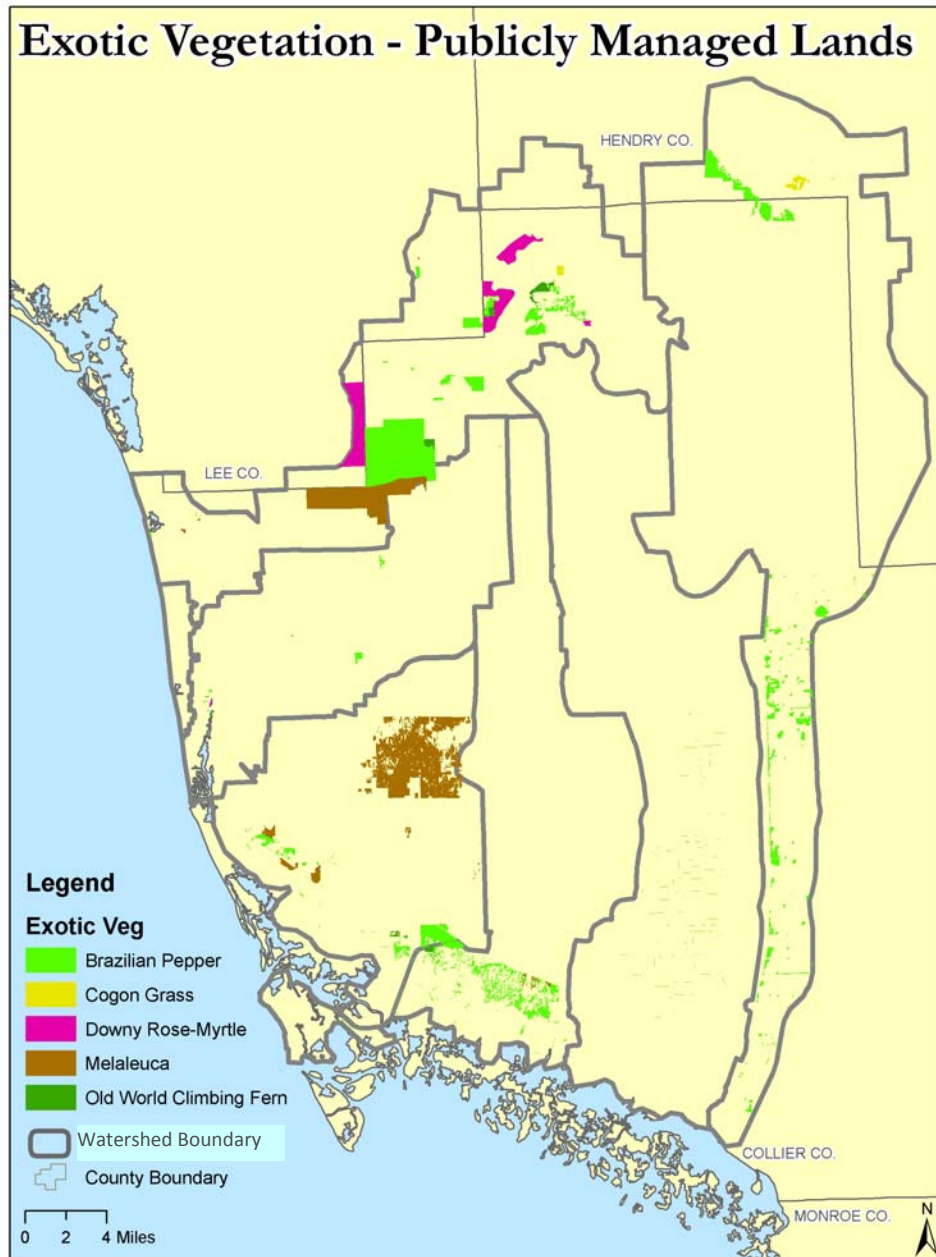 Exotic Vegetation - Publicly Managed Lands
HENDRY CO.
LEE CO.
Legend
Exotic Veg
Brazilian Pepper
Cogon Grass
Downy Rose-Myrtle
Melaleuca
Old World Climbing Fern
Watershed Boundary
County Boundary
0 2 4 Miles
COLLIER CO.
MONROE CO.
N